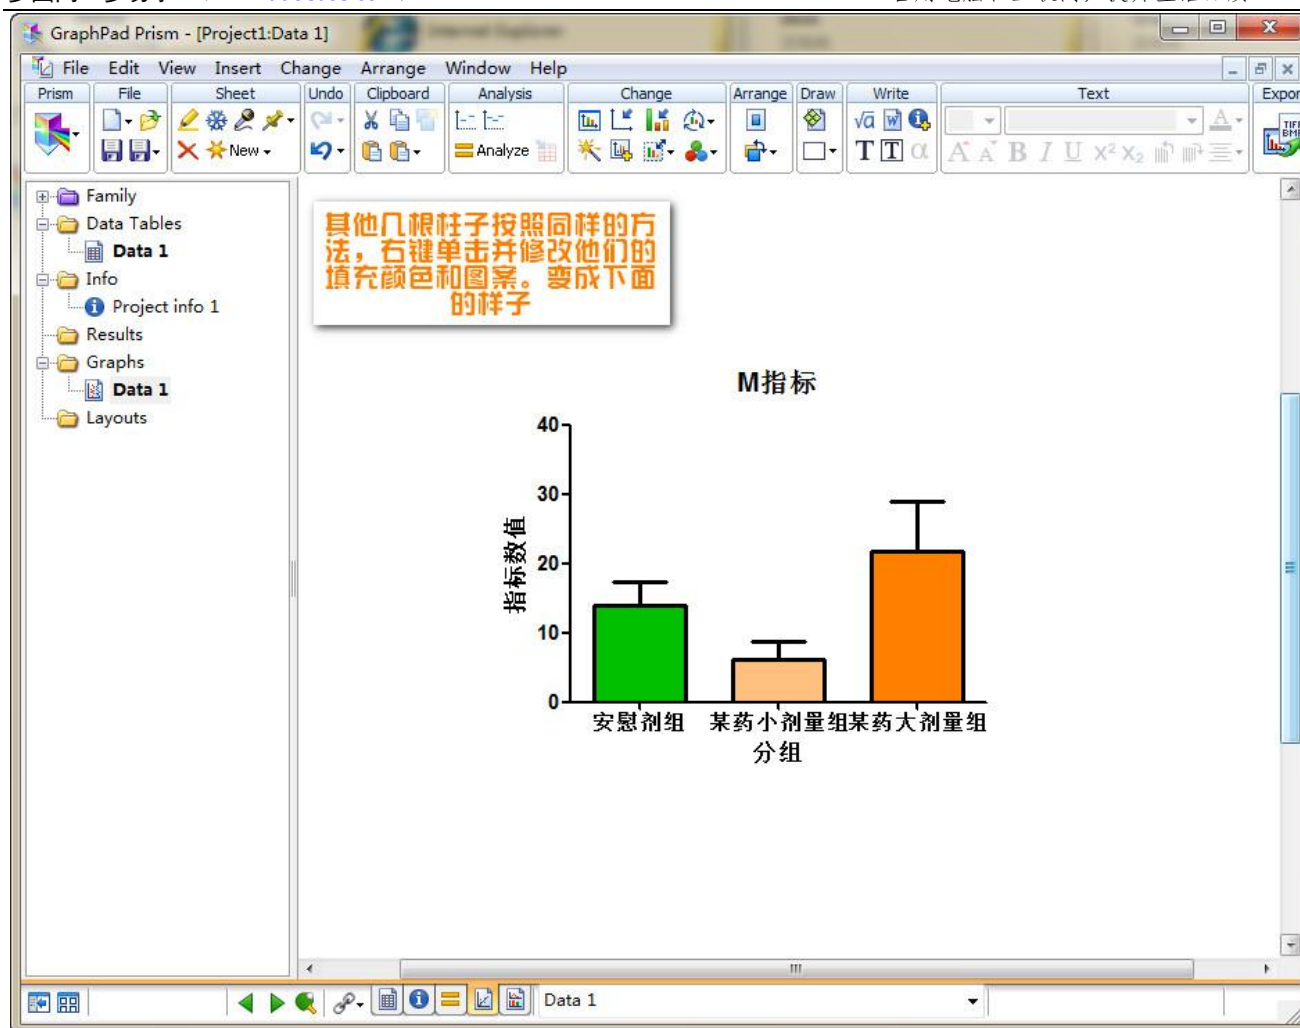 GraphPad Prism - [Project1:Data 1]
File Edit View Insert Change Arrange Window Help
Prism File Sheet Undo Clipboard Analysis Change Arrange Draw Write Text Expor
√α TIFF BMP
New Analyze T T α A A B I U X² X₂
Family
Data Tables
Data 1
Info
Project info 1
Results
Graphs
Data 1
Layouts
其他几根柱子按照同样的方
法，右键单击并修改他们的
填充颜色和图案。变成下面
的样子
M指标
40
30
20
10
0
指标数值
安慰剂组 某药小剂量组 某药大剂量组
分组
Data 1